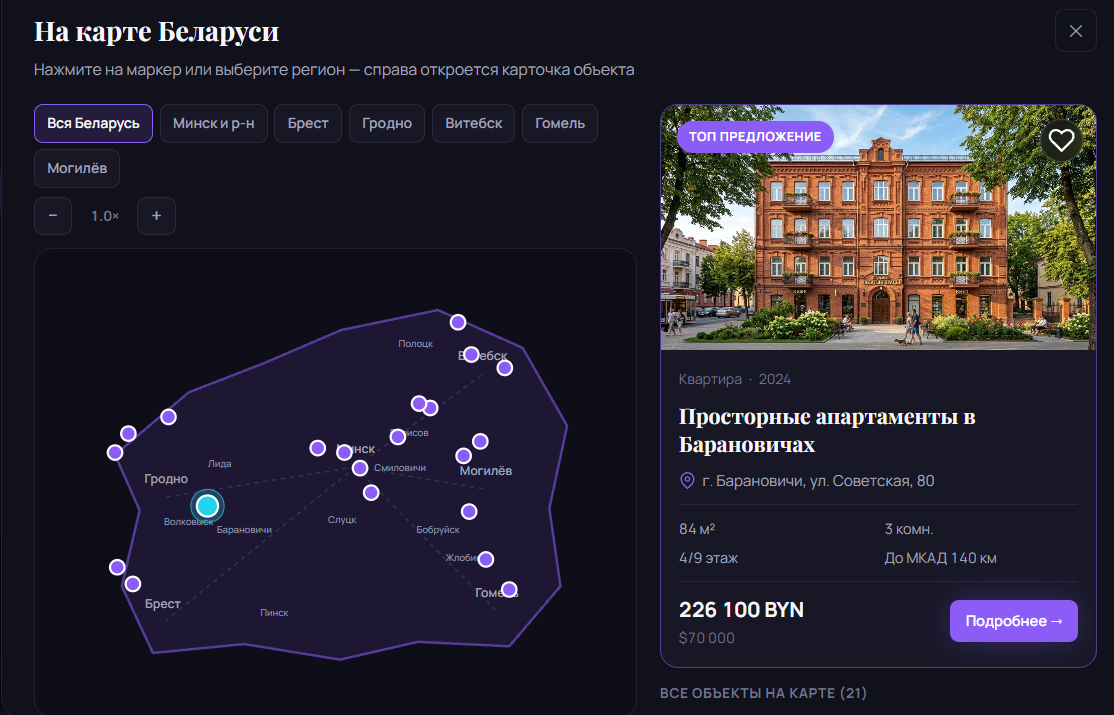 На карте Беларуси
Нажмите на маркер или выберите регион — справа откроется карточка объекта
Вся Беларусь
Минск и р-н
Брест
Гродно
Витебск
Гомель
Могилёв
−
1.0×
+
Полоцк
Витебск
Борисов
Минск
Смиловичи
Могилёв
Лида
Гродно
Волковыск
Барановичи
Слуцк
Бобруйск
Жлобин
Гомель
Брест
Пинск
ТОП ПРЕДЛОЖЕНИЕ
КАФЕ
Квартира · 2024
Просторные апартаменты в
Барановичах
г. Барановичи, ул. Советская, 80
84 м²
3 комн.
4/9 этаж
До МКАД 140 км
226 100 BYN
$70 000
Подробнее →
ВСЕ ОБЪЕКТЫ НА КАРТЕ (21)